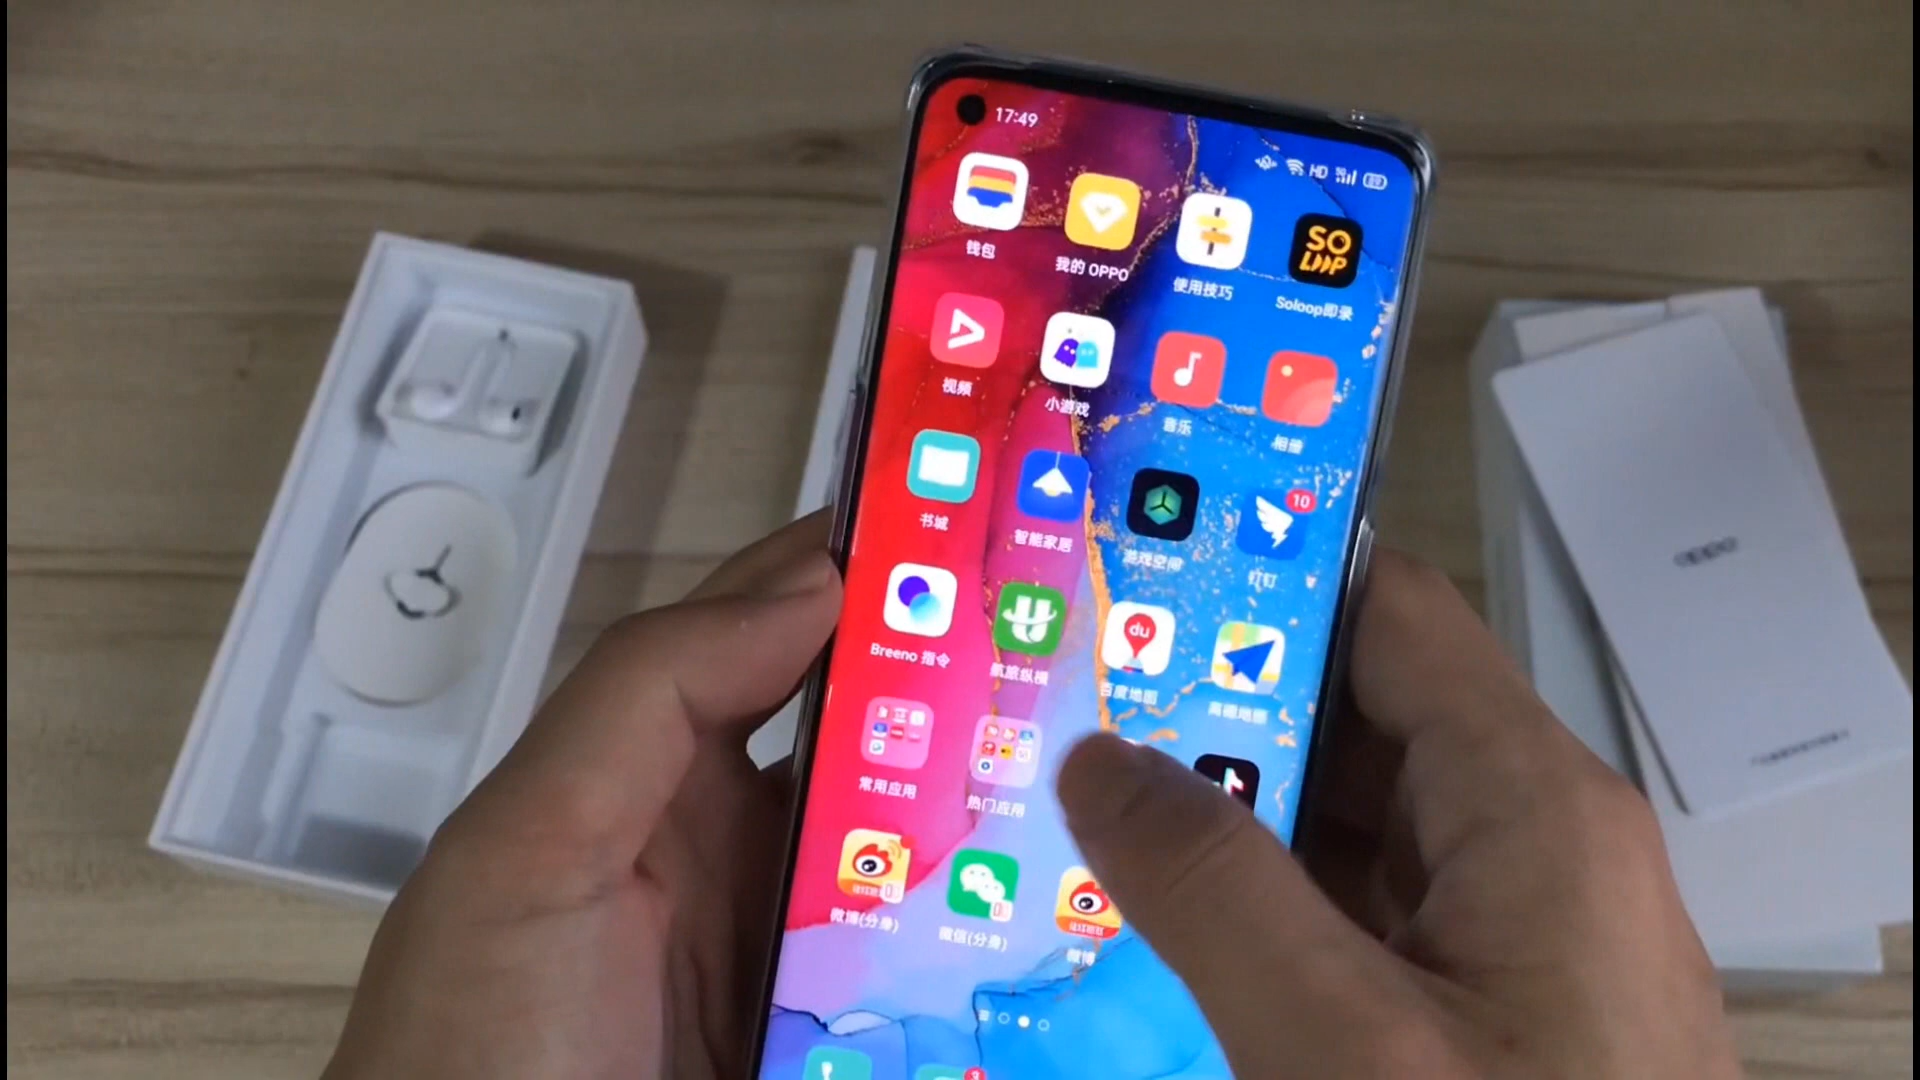 17:49
HD 5G 89
钱包
我的 OPPO
使用技巧
SO
LOOP
Soloop即录
视频
小游戏
音乐
相册
书城
智能家居
游戏空间
10
钉钉
Breeno 指令
航旅纵横
du
百度地图
高德地图
常用应用
热门应用
微博(分身)
微信(分身)
微博
3
oppo